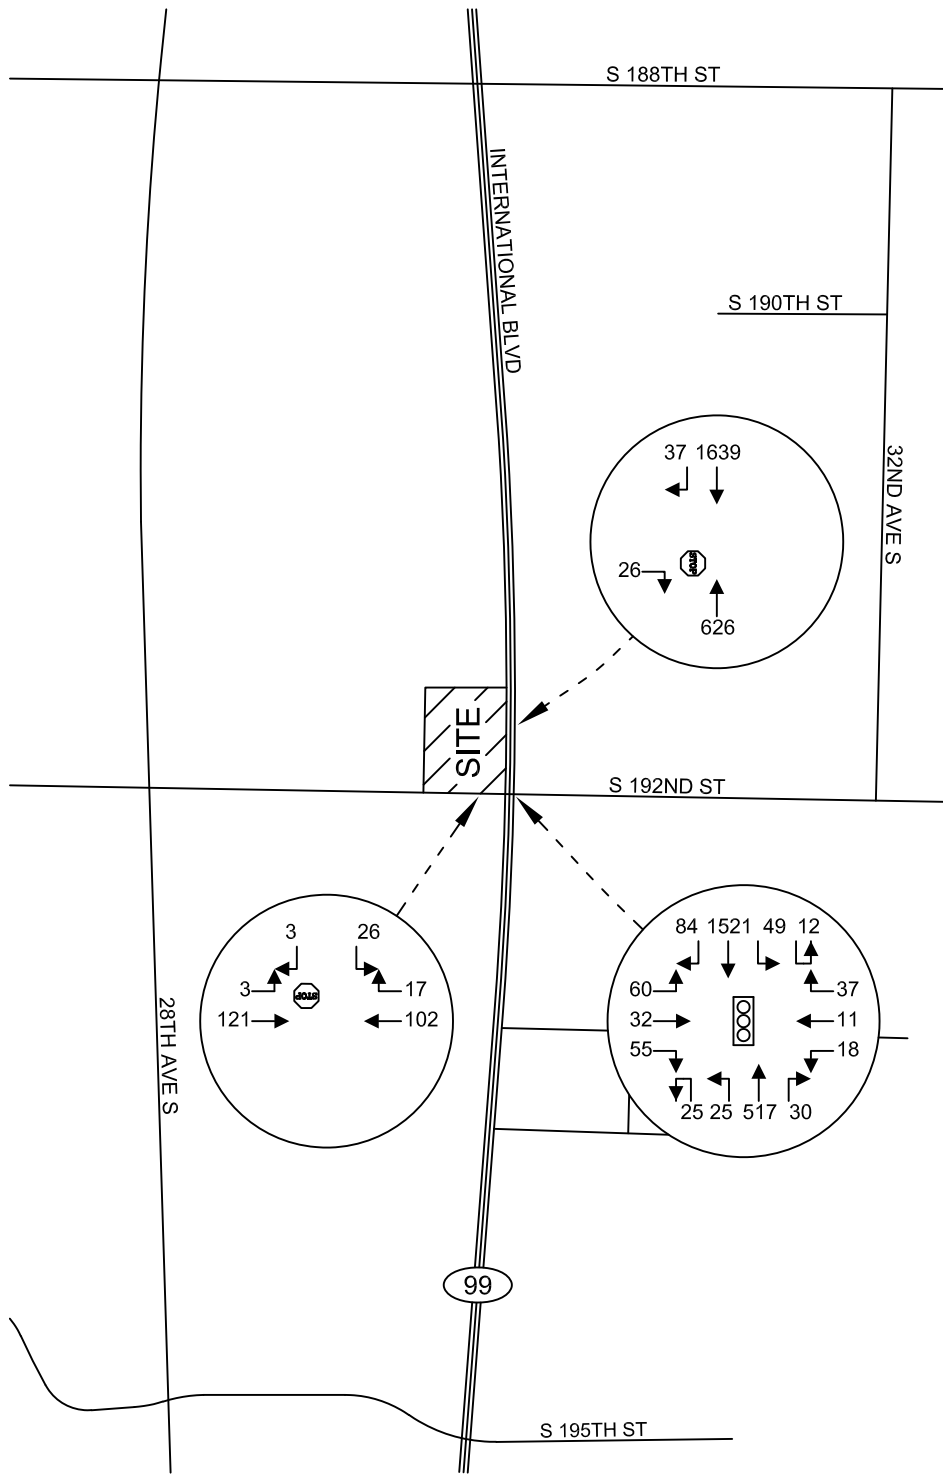 S 188TH ST
INTERNATIONAL BLVD
S 190TH ST
37 1639
32ND AVE S
STOP
26
626
SITE
S 192ND ST
3 26
3 17
STOP
121 102
84 1521 49 12
60 37
32 11
55 18
25 25 517 30
28TH AVE S
99
S 195TH ST